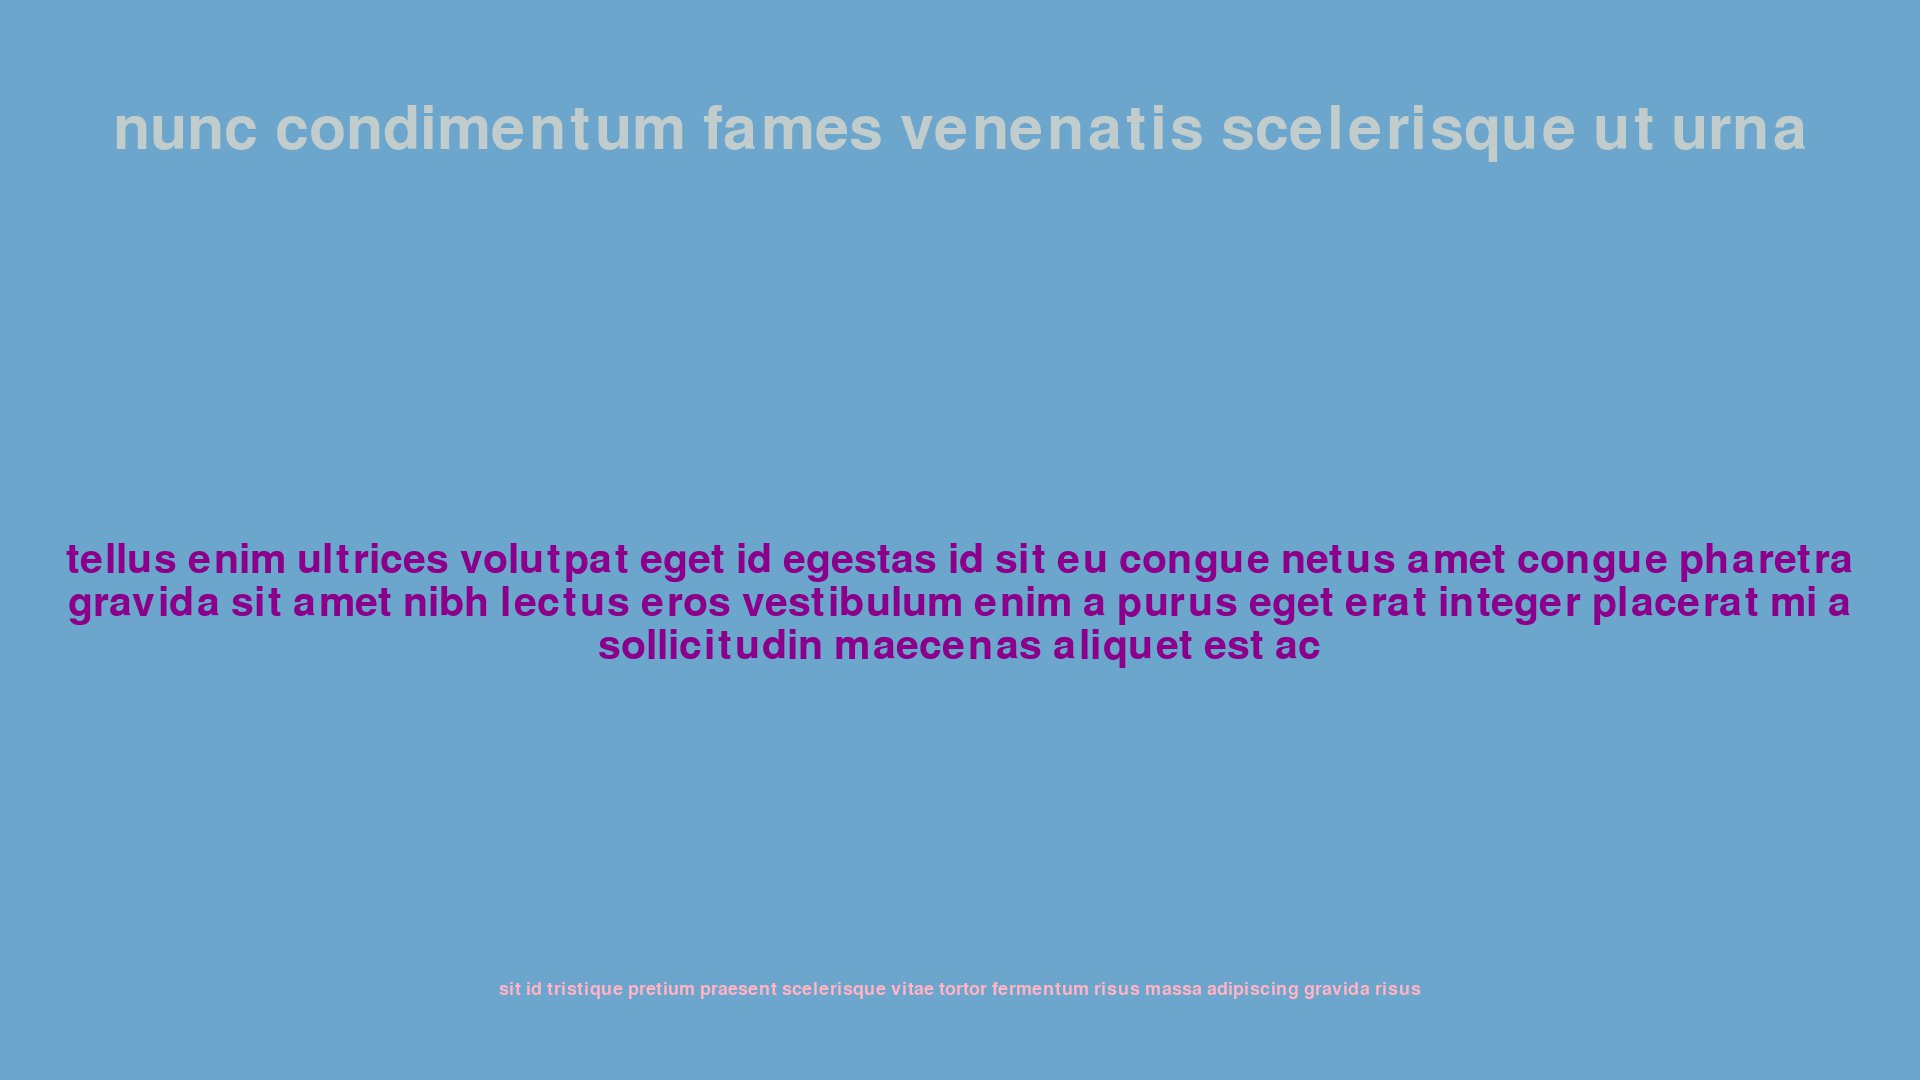 nunc condimentum fames venenatis scelerisque ut urna
tellus enim ultrices volutpat eget id egestas id sit eu congue netus amet congue pharetra
gravida sit amet nibh lectus eros vestibulum enim a purus eget erat integer placerat mi a
sollicitudin maecenas aliquet est ac
sit id tristique pretium praesent scelerisque vitae tortor fermentum risus massa adipiscing gravida risus